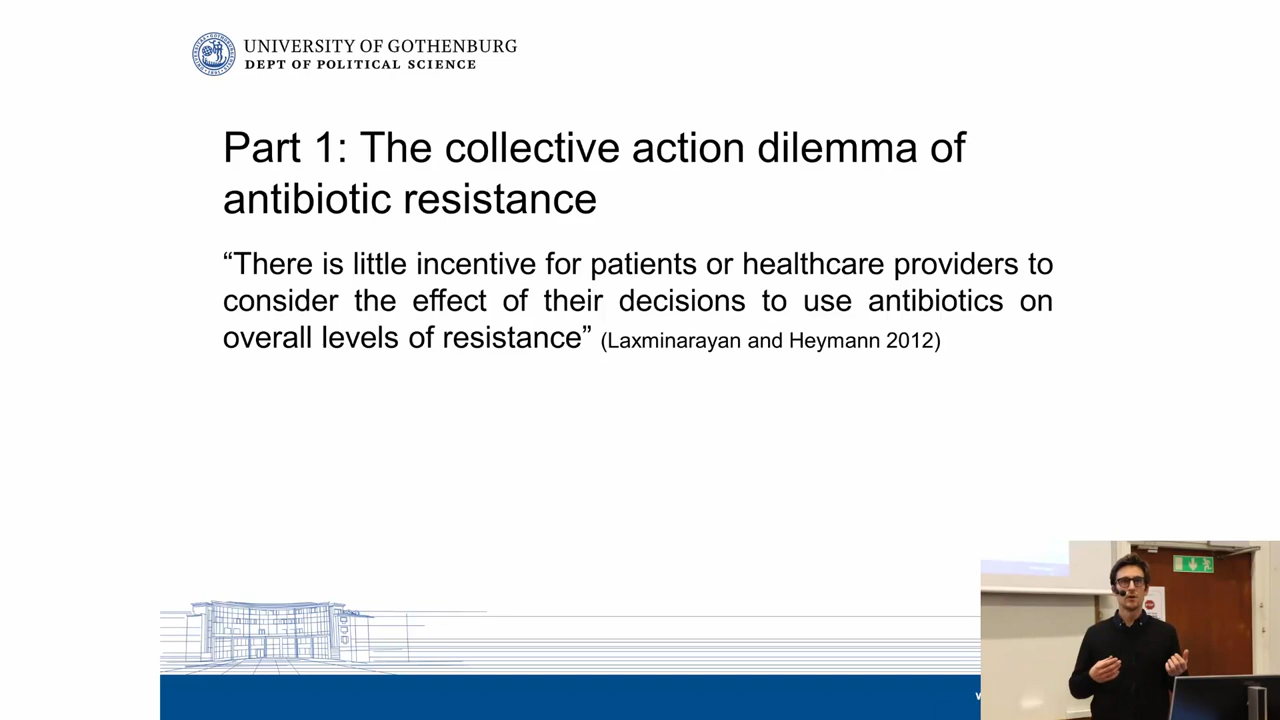 UNIVERSITY OF GOTHENBURG
DEPT OF POLITICAL SCIENCE
Part 1: The collective action dilemma of
antibiotic resistance
“There is little incentive for patients or healthcare providers to
consider the effect of their decisions to use antibiotics on
overall levels of resistance” (Laxminarayan and Heymann 2012)